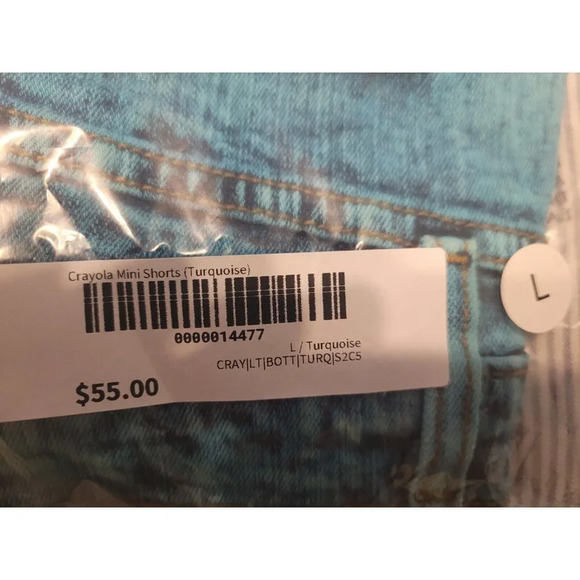 Crayola Mini Shorts (Turquoise)
0000014477
L / Turquoise
CRAY|LT|BOTT|TURQ|S2C5
$55.00
L